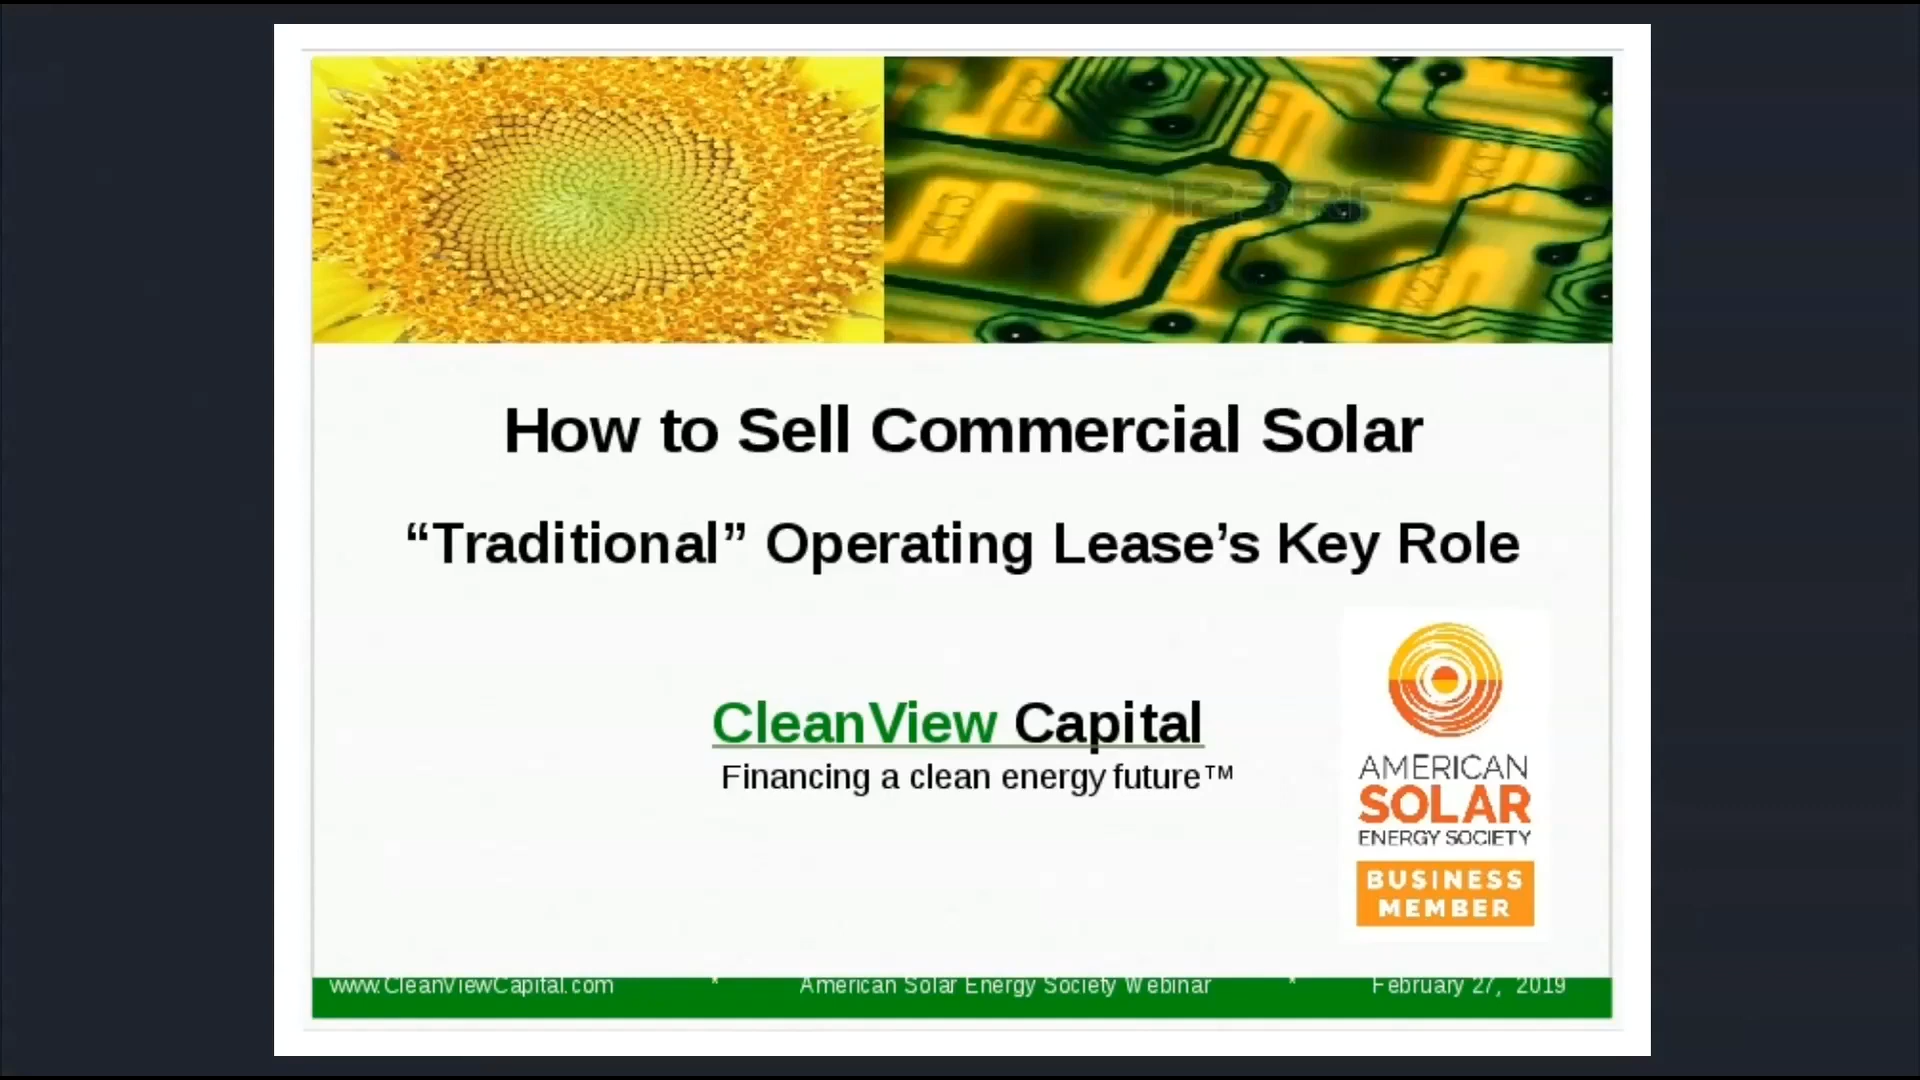 How to Sell Commercial Solar
“Traditional” Operating Lease’s Key Role
CleanView Capital
Financing a clean energy future™
AMERICAN
SOLAR
ENERGY SOCIETY
BUSINESS
MEMBER
www.CleanViewCapital.com * American Solar Energy Society Webinar * February 27, 2019